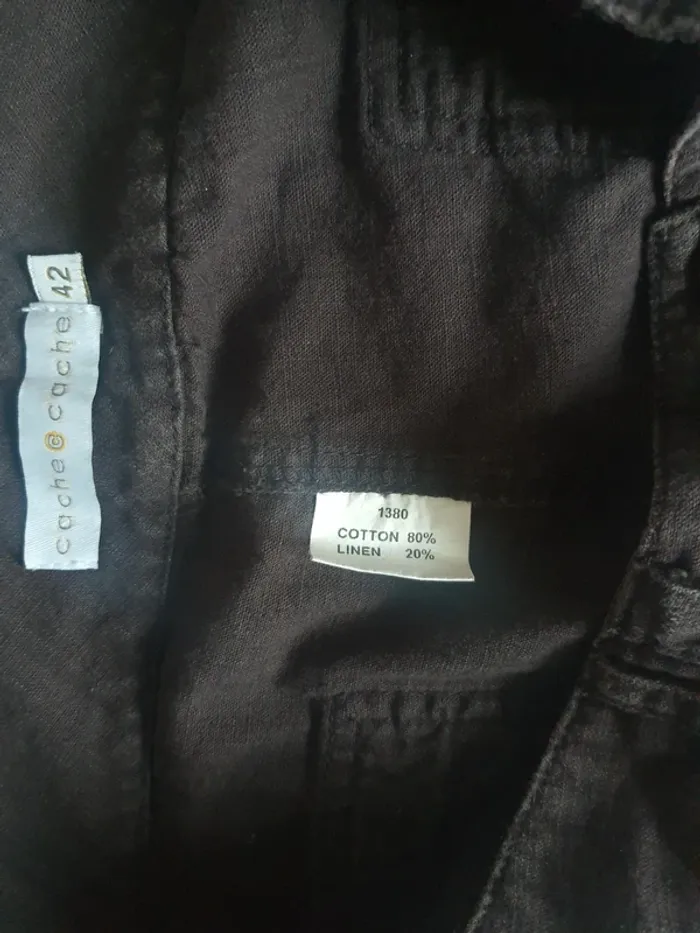 42
cache©cache
1380
COTTON 80%
LINEN 20%